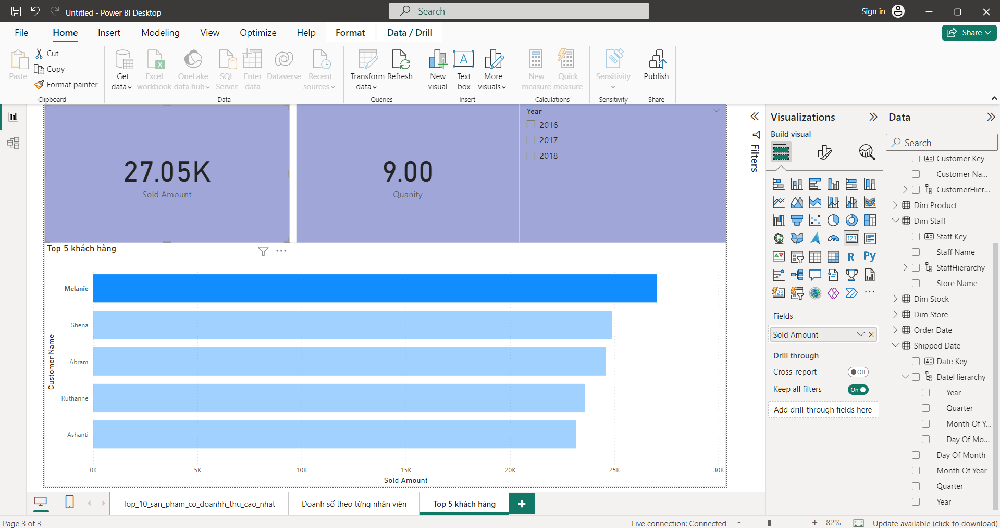 Untitled - Power BI Desktop
Search
Sign in
File
Home
Insert
Modeling
View
Optimize
Help
Format
Data / Drill
Share
Paste
Cut
Copy
Format painter
Clipboard
Get data
Excel workbook
OneLake data hub
SQL Server
Enter data
Dataverse
Recent sources
Data
Transform data
Refresh
Queries
New visual
Text box
A
More visuals
Insert
New measure
Quick measure
Calculations
Sensitivity
Sensitivity
Publish
Share
27.05K
Sold Amount
9.00
Quanity
Year
2016
2017
2018
Top 5 khách hàng
Customer Name
Melanie
Shena
Abram
Ruthanne
Ashanti
0K
5K
10K
15K
20K
25K
30K
Sold Amount
Filters
Visualizations
Build visual
123
R
Py
123
Fields
Sold Amount
Drill through
Cross-report
Off
Keep all filters
On
Add drill-through fields here
Data
Search
Customer Key
Customer Na...
CustomerHier...
Dim Product
Dim Staff
Staff Key
Staff Name
StaffHierarchy
Store Name
Dim Stock
Dim Store
Order Date
Shipped Date
Date Key
DateHierarchy
Year
Quarter
Month Of Y...
Day Of Mo...
Day Of Month
Month Of Year
Quarter
Year
Top_10_san_pham_co_doanhh_thu_cao_nhat
Doanh số theo từng nhân viên
Top 5 khách hàng
Page 3 of 3
Live connection: Connected
- + 82%
Update available (click to download)